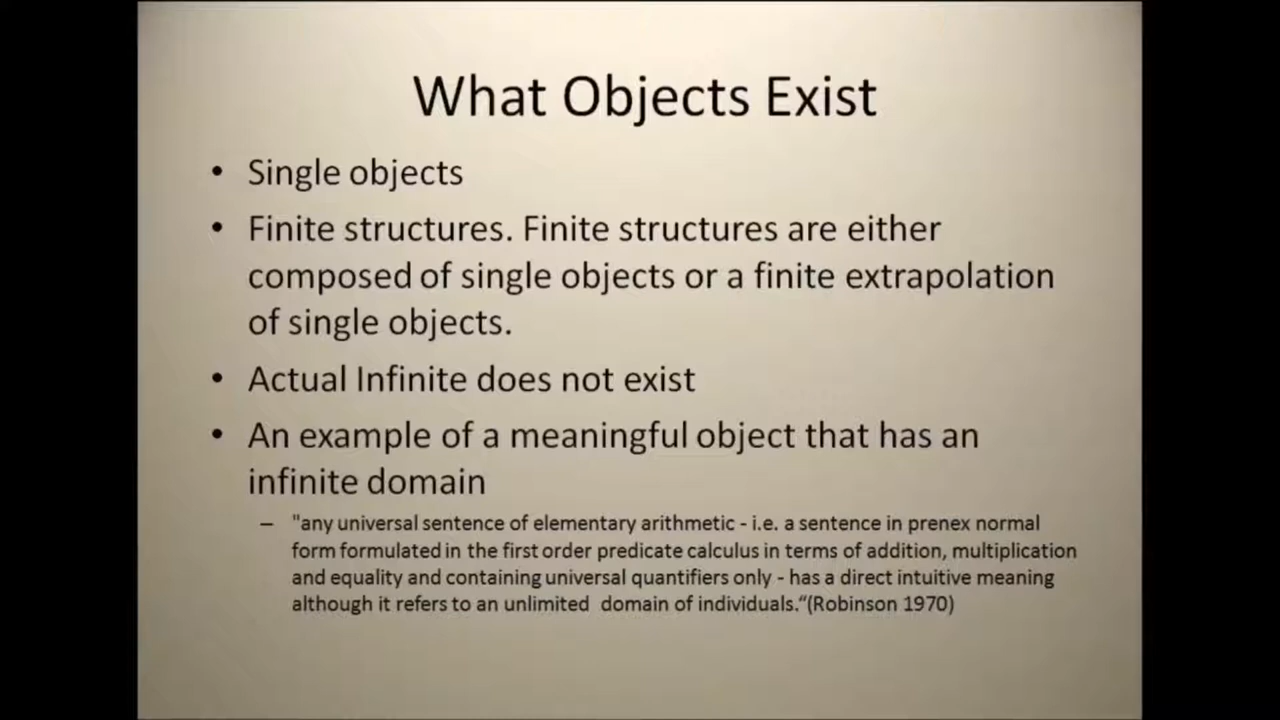 What Objects Exist
• Single objects
• Finite structures. Finite structures are either
composed of single objects or a finite extrapolation
of single objects.
• Actual Infinite does not exist
• An example of a meaningful object that has an
infinite domain
– "any universal sentence of elementary arithmetic - i.e. a sentence in prenex normal
form formulated in the first order predicate calculus in terms of addition, multiplication
and equality and containing universal quantifiers only - has a direct intuitive meaning
although it refers to an unlimited domain of individuals.“(Robinson 1970)